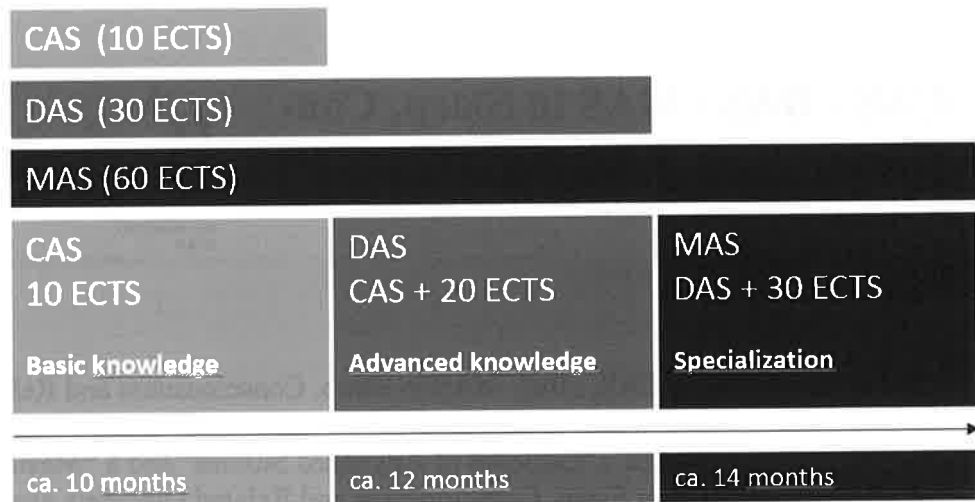 CAS (10 ECTS)
DAS (30 ECTS)
MAS (60 ECTS)
CAS
10 ECTS
Basic knowledge
DAS
CAS + 20 ECTS
Advanced knowledge
MAS
DAS + 30 ECTS
Specialization
ca. 10 months
ca. 12 months
ca. 14 months